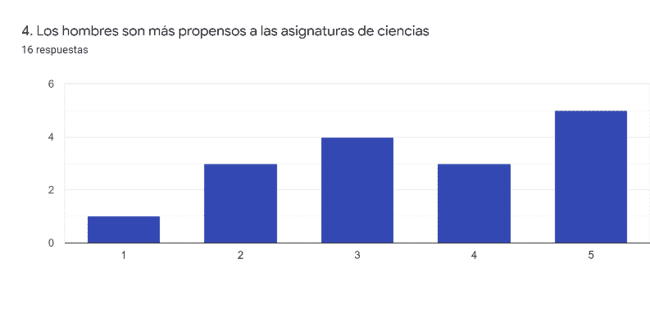 4. Los hombres son más propensos a las asignaturas de ciencias
16 respuestas
6
4
2
0
1 2 3 4 5